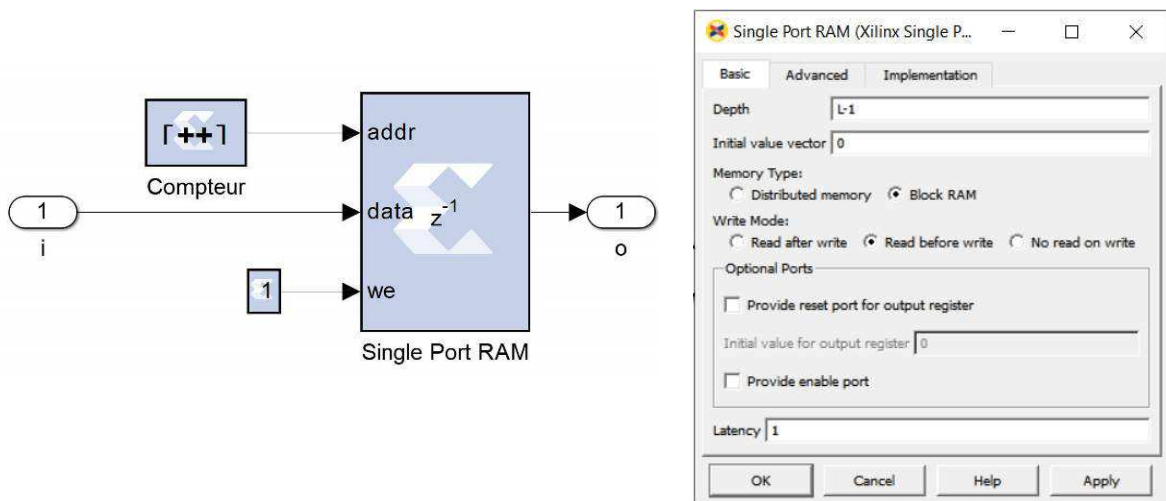 ⌈++⌉
Compteur
1
i
addr
data
we
z-1
1
Single Port RAM
1
o
Single Port RAM (Xilinx Single P...
Basic Advanced Implementation
Depth L-1
Initial value vector 0
Memory Type:
Distributed memory Block RAM
Write Mode:
Read after write Read before write No read on write
Optional Ports
Provide reset port for output register
Initial value for output register 0
Provide enable port
Latency 1
OK Cancel Help Apply